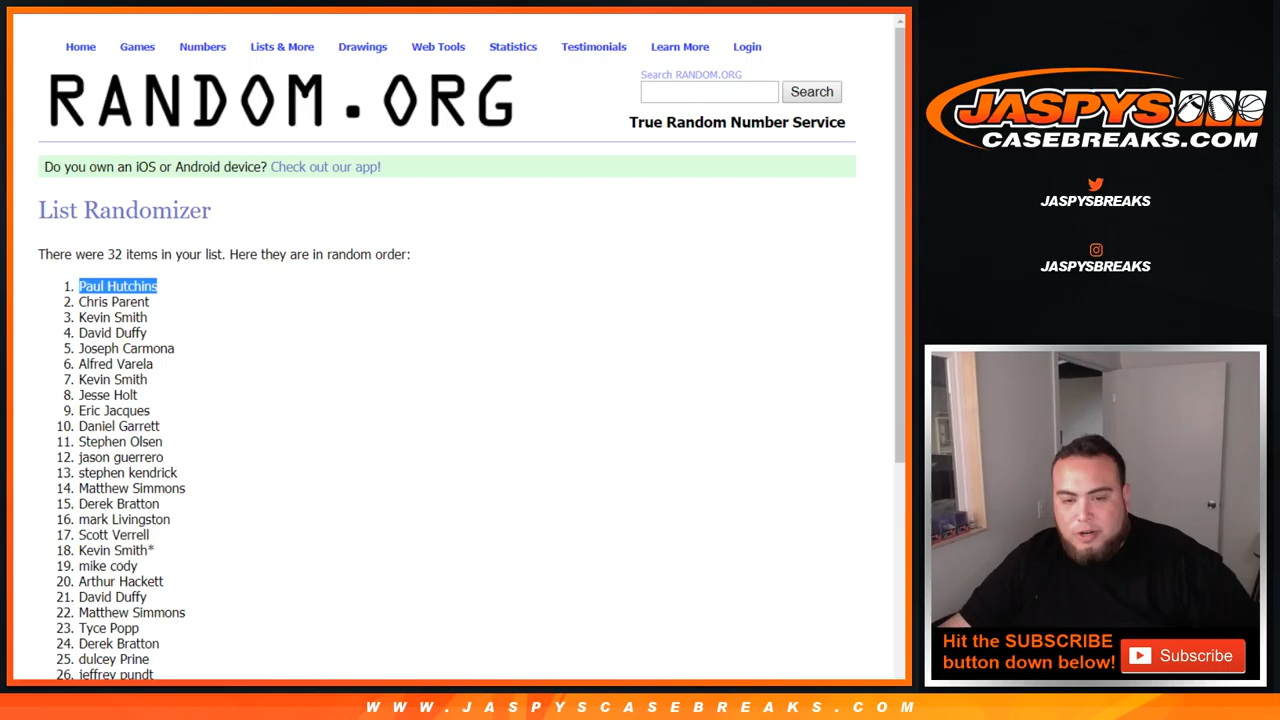 Home Games Numbers Lists & More Drawings Web Tools Statistics Testimonials Learn More Login
RANDOM.ORG
Search RANDOM.ORG
Search
True Random Number Service
Do you own an iOS or Android device? Check out our app!
List Randomizer
There were 32 items in your list. Here they are in random order:
1. Paul Hutchins
2. Chris Parent
3. Kevin Smith
4. David Duffy
5. Joseph Carmona
6. Alfred Varela
7. Kevin Smith
8. Jesse Holt
9. Eric Jacques
10. Daniel Garrett
11. Stephen Olsen
12. jason guerrero
13. stephen kendrick
14. Matthew Simmons
15. Derek Bratton
16. mark Livingston
17. Scott Verrell
18. Kevin Smith*
19. mike cody
20. Arthur Hackett
21. David Duffy
22. Matthew Simmons
23. Tyce Popp
24. Derek Bratton
25. dulcey Prine
26. jeffrey pundt
JASPYS
CASEBREAKS.COM
JASPYSBREAKS
JASPYSBREAKS
Hit the SUBSCRIBE
button down below!
Subscribe
WWW.JASPYSCASEBREAKS.COM